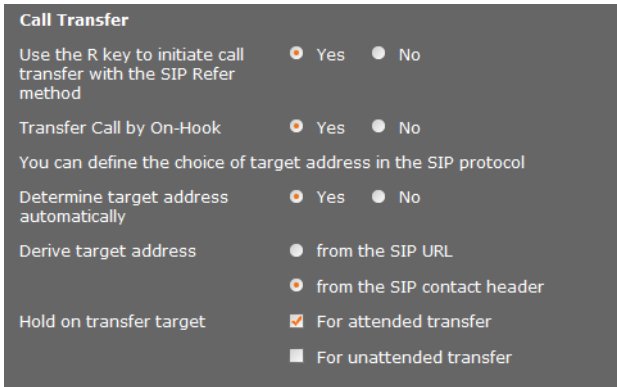 Call Transfer
Use the R key to initiate call
Yes No
transfer with the SIP Refer
method
Transfer Call by On-Hook Yes No
You can define the choice of target address in the SIP protocol
Determine target address Yes No
automatically
Derive target address from the SIP URL
from the SIP contact header
Hold on transfer target For attended transfer
For unattended transfer